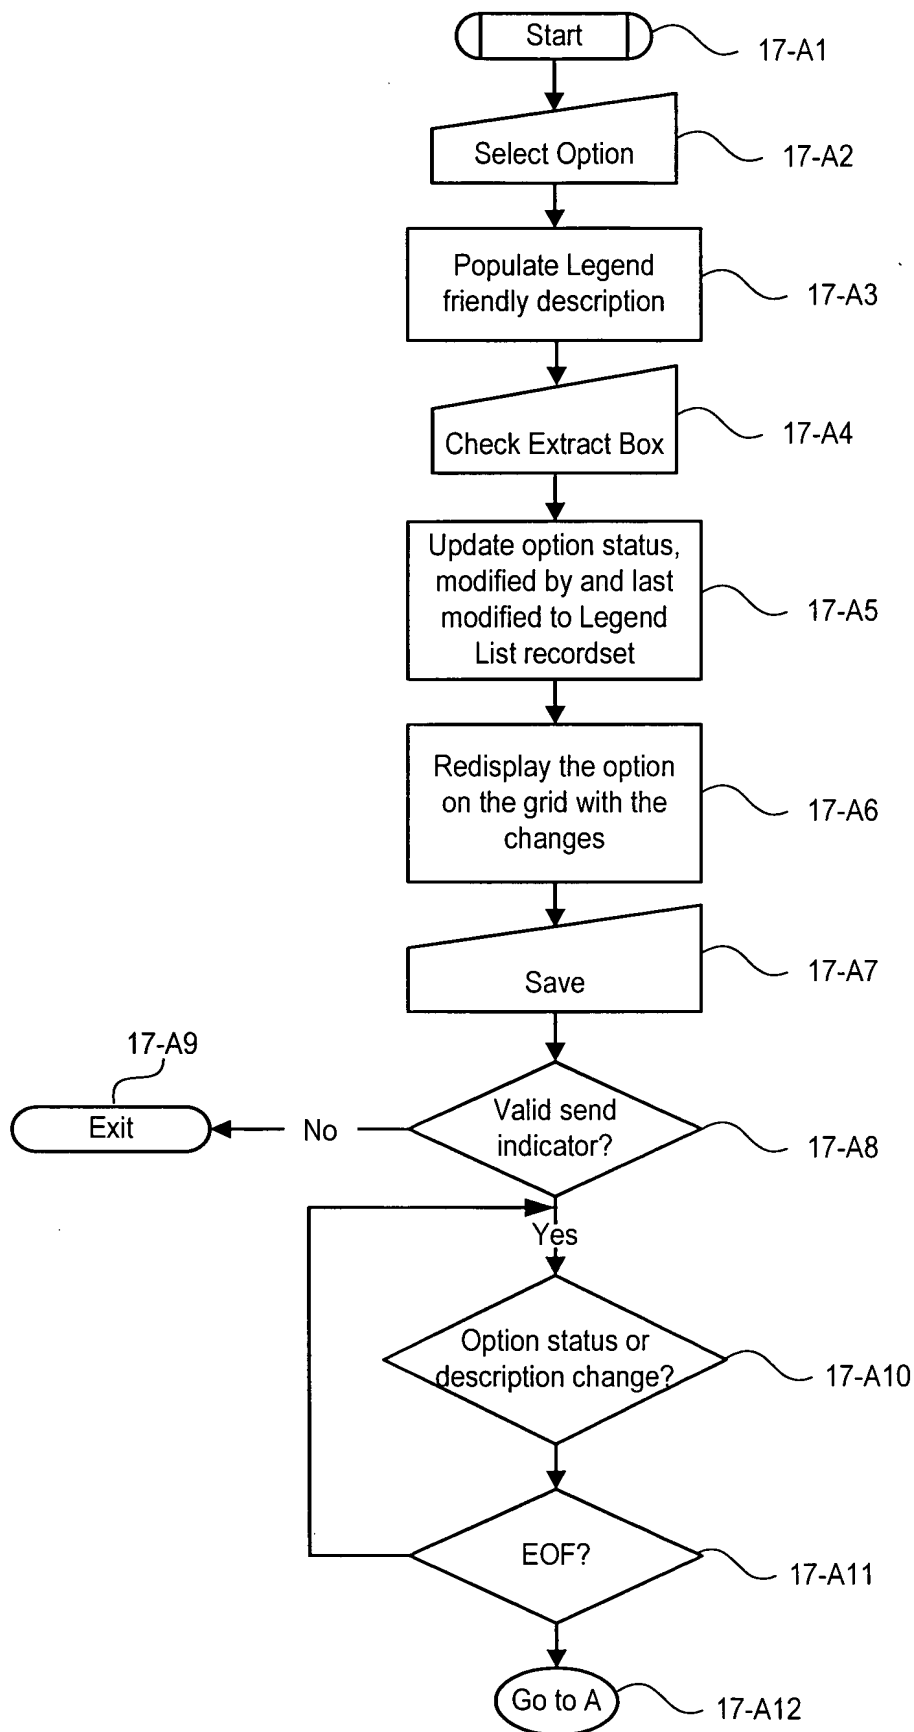 Start
17-A1
Select Option
17-A2
Populate Legend
friendly description
17-A3
Check Extract Box
17-A4
Update option status,
modified by and last
modified to Legend
List recordset
17-A5
Redisplay the option
on the grid with the
changes
17-A6
Save
17-A7
17-A9
Exit
No
Valid send
indicator?
17-A8
Yes
Option status or
description change?
17-A10
EOF?
17-A11
Go to A
17-A12